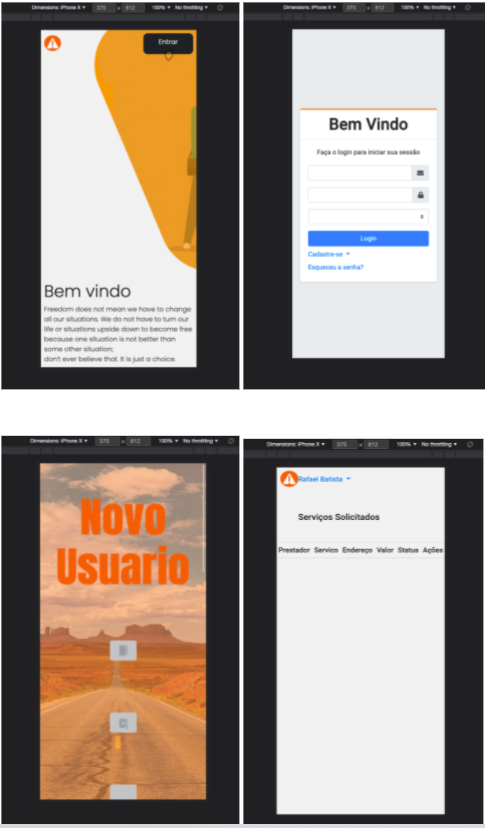 Dimensions: iPhone X ▾ 375 × 812 100% ▾ No throttling ▾
Entrar
Bem vindo
Freedom does not mean we have to change
all our situations. We do not have to turn our
life or situations upside down to become free
because one situation is not better than
some other situation;
don't ever believe that. It is just a choice.
Dimensions: iPhone X ▾ 375 × 812 100% ▾ No throttling ▾
Bem Vindo
Faça o login para iniciar sua sessão
Login
Cadastre-se
Esqueceu a senha?
Dimensions: iPhone X ▾ 375 × 812 100% ▾ No throttling ▾
Novo
Usuario
Dimensions: iPhone X ▾ 375 × 812 100% ▾ No throttling ▾
Rafael Batista
Serviços Solicitados
Prestador Servico Endereço Valor Status Ações